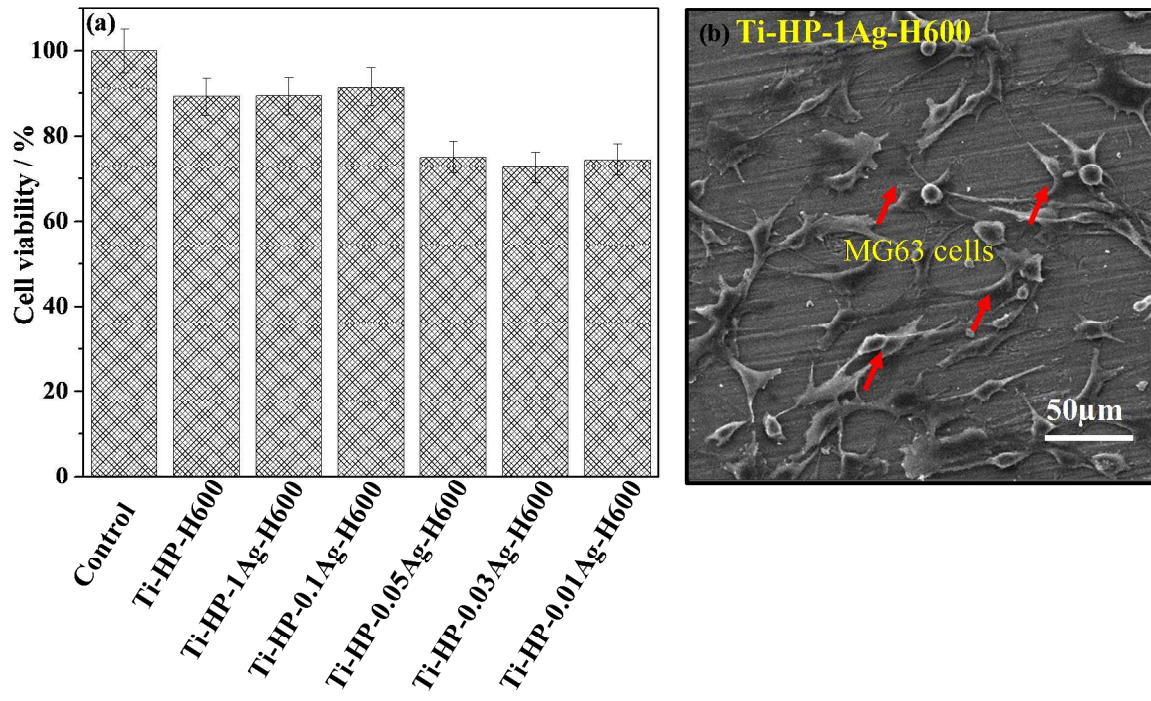 (a)
100
80
60
40
20
0
Cell viability / %
Control
Ti-HP-H600
Ti-HP-1Ag-H600
Ti-HP-0.1Ag-H600
Ti-HP-0.05Ag-H600
Ti-HP-0.03Ag-H600
Ti-HP-0.01Ag-H600
(b) Ti-HP-1Ag-H600
MG63 cells
50μm